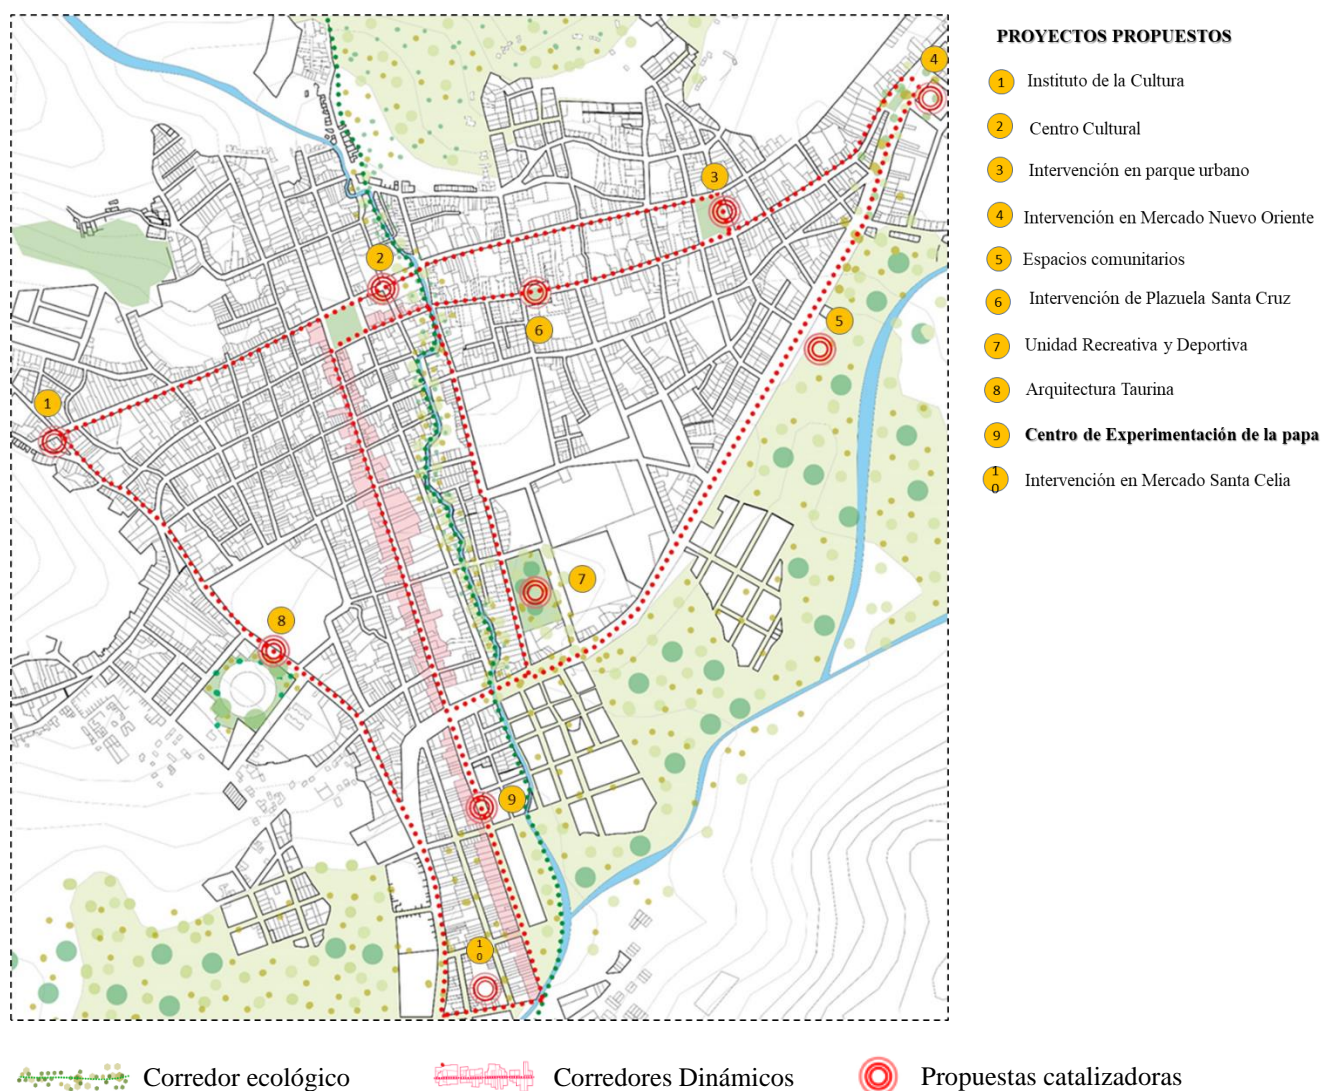 PROYECTOS PROPUESTOS
1 Instituto de la Cultura
2 Centro Cultural
3 Intervención en parque urbano
4 Intervención en Mercado Nuevo Oriente
5 Espacios comunitarios
6 Intervención de Plazuela Santa Cruz
7 Unidad Recreativa y Deportiva
8 Arquitectura Taurina
9 Centro de Experimentación de la papa
10 Intervención en Mercado Santa Celia
4
3
2
5
6
1
7
8
9
10
Corredor ecológico
Corredores Dinámicos
Propuestas catalizadoras